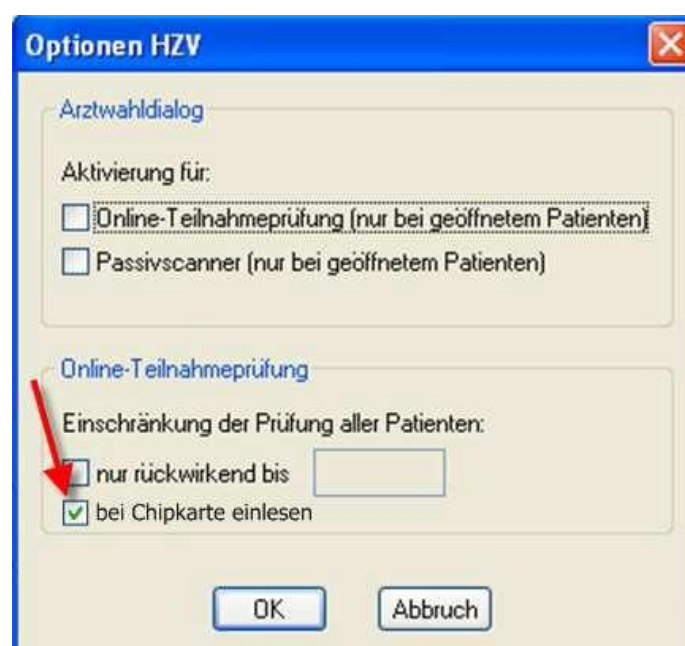 Optionen HZV
Arztwahldialog
Aktivierung für:
Online-Teilnahmeprüfung (nur bei geöffnetem Patienten)
Passivscanner (nur bei geöffnetem Patienten)
Online-Teilnahmeprüfung
Einschränkung der Prüfung aller Patienten:
nur rückwirkend bis
bei Chipkarte einlesen
OK Abbruch